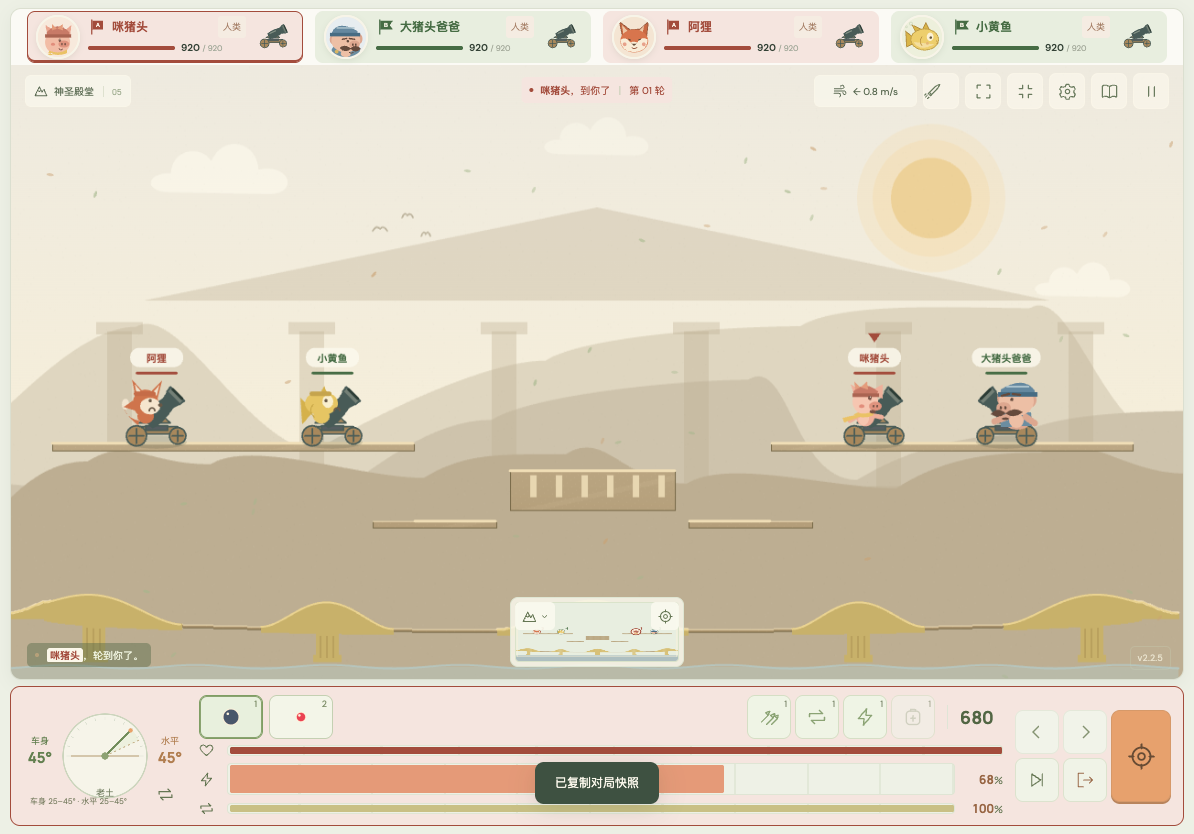 A 咪猪头 人类
920 / 920
B 大猪头爸爸 人类
920 / 920
A 阿狸 人类
920 / 920
B 小黄鱼 人类
920 / 920
神圣殿堂 05
咪猪头，到你了 第 01 轮
← 0.8 m/s
阿狸
小黄鱼
咪猪头
大猪头爸爸
咪猪头，轮到你了。
v2.2.5
车身
45°
水平
45°
老土
车身 25–45° · 水平 25–45°
1
2
1
1
1
1
680
68%
100%
已复制对局快照